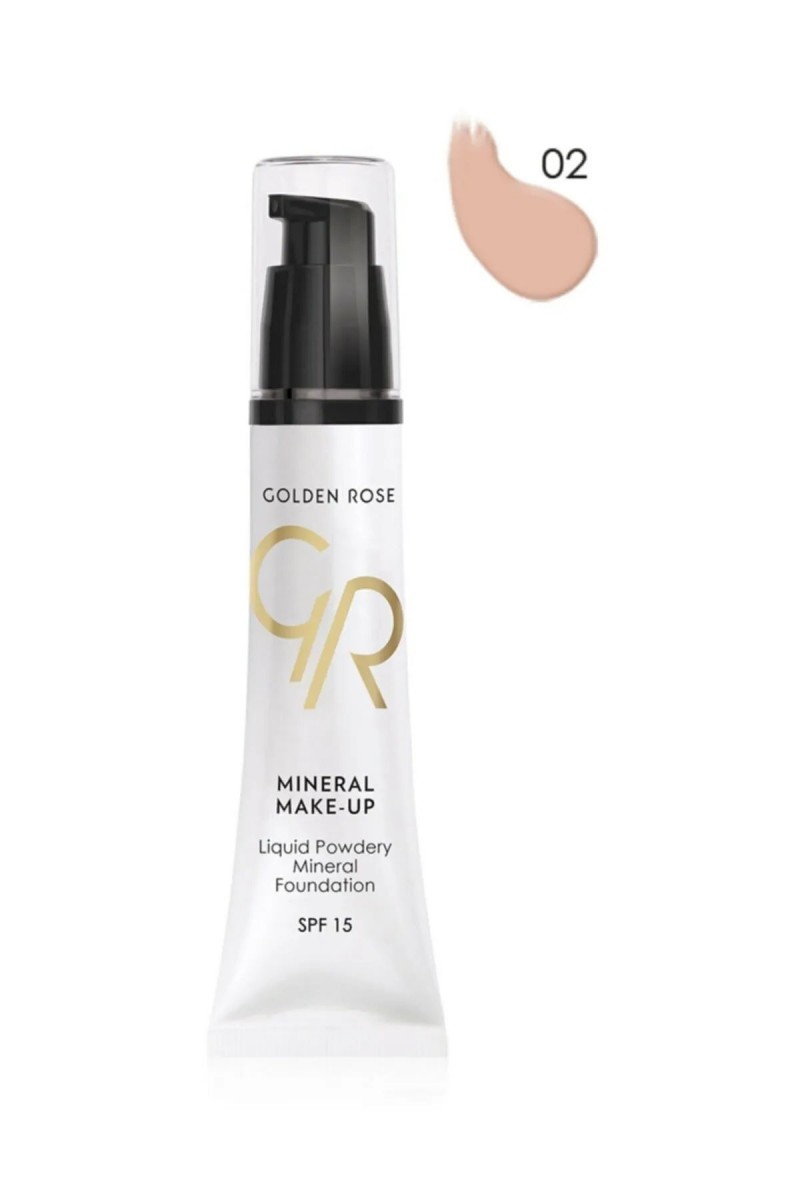 02
GOLDEN ROSE
GR
MINERAL
MAKE-UP
Liquid Powdery
Mineral
Foundation
SPF 15